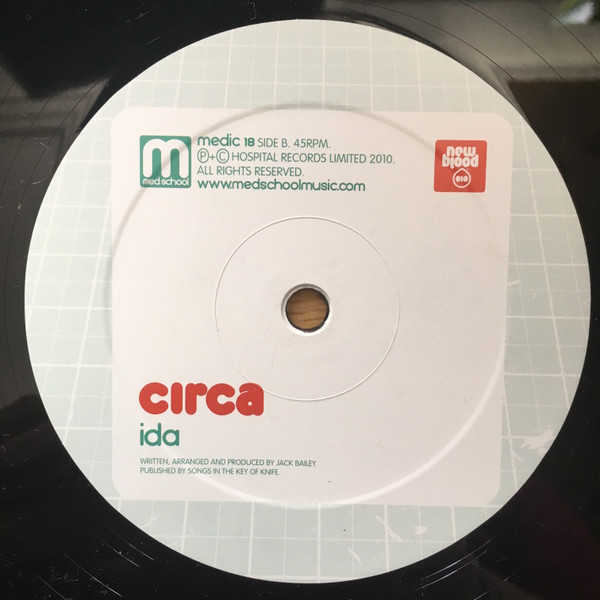 m
med school
medic 18 SIDE B. 45RPM.
Ⓟ+Ⓒ HOSPITAL RECORDS LIMITED 2010.
ALL RIGHTS RESERVED.
www.medschoolmusic.com
new
blood
010
circa
ida
WRITTEN, ARRANGED AND PRODUCED BY JACK BAILEY.
PUBLISHED BY SONGS IN THE KEY OF KNIFE.